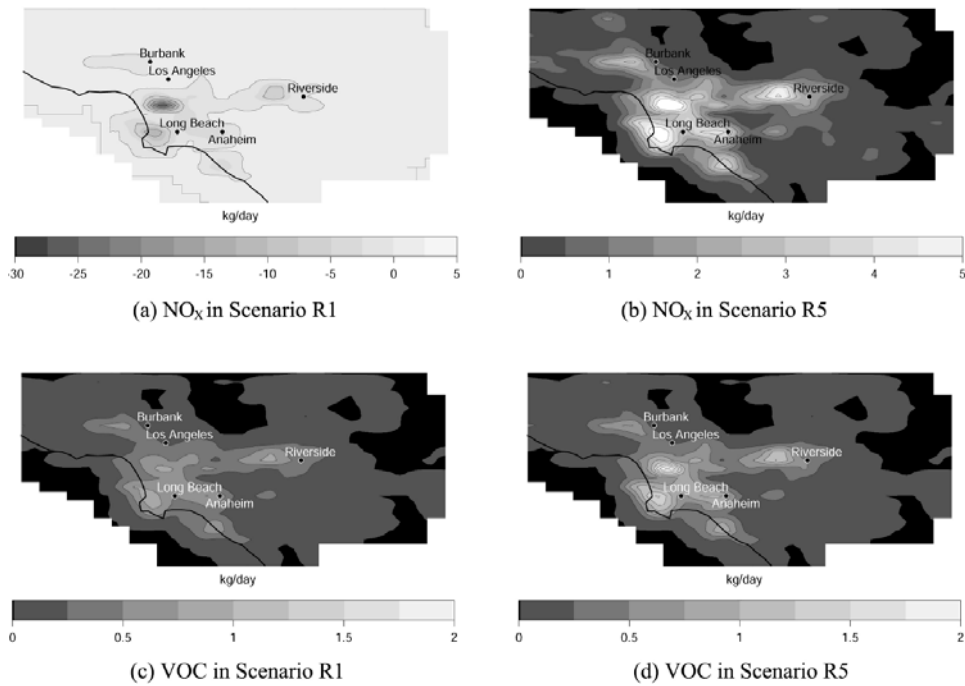 Burbank
Los Angeles
Riverside
Long Beach
Anaheim
kg/day
-30 -25 -20 -15 -10 -5 0 5
(a) NOX in Scenario R1
Burbank
Los Angeles
Riverside
Long Beach
Anaheim
kg/day
0 1 2 3 4 5
(b) NOX in Scenario R5
Burbank
Los Angeles
Riverside
Long Beach
Anaheim
kg/day
0 0.5 1 1.5 2
(c) VOC in Scenario R1
Burbank
Los Angeles
Riverside
Long Beach
Anaheim
kg/day
0 0.5 1 1.5 2
(d) VOC in Scenario R5